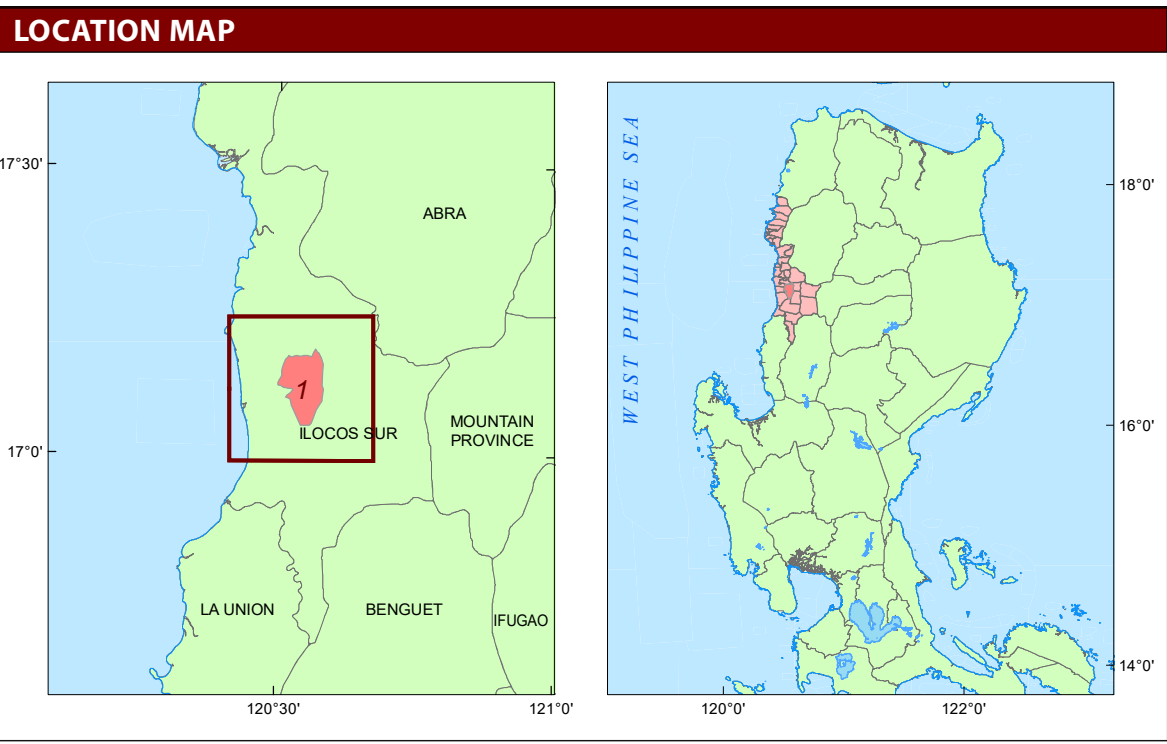 LOCATION MAP
17°30'
ABRA
1
ILOCOS SUR
MOUNTAIN
PROVINCE
17°0'
LA UNION
BENGUET
IFUGAO
120°30'
121°0'
WEST PHILIPPINE SEA
18°0'
16°0'
14°0'
120°0'
122°0'